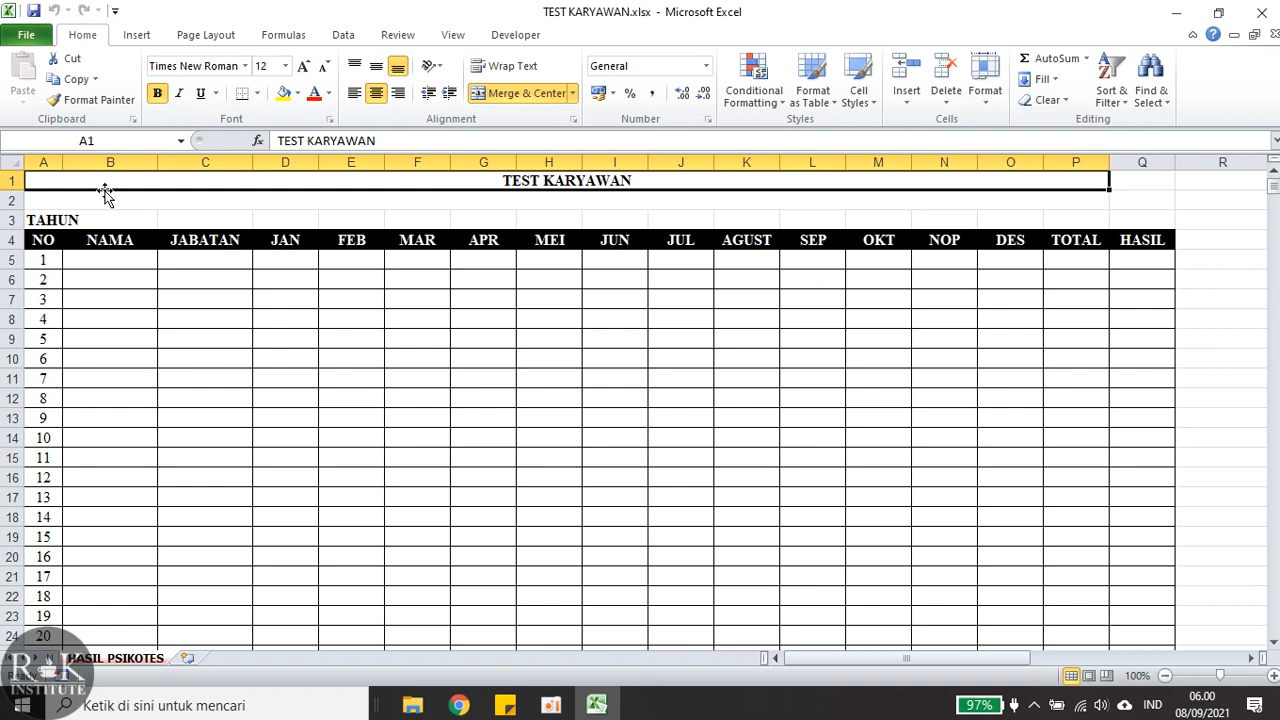 TEST KARYAWAN.xlsx - Microsoft Excel
File Home Insert Page Layout Formulas Data Review View Developer
Paste
Cut
Copy
Format Painter
Clipboard
Times New Roman 12
B I U
Font
Wrap Text
Merge & Center
Alignment
General
% ,
Number
Conditional Formatting
Format as Table
Cell Styles
Styles
Insert Delete Format
Cells
AutoSum
Fill
Clear
Sort & Filter
Find & Select
Editing
A1 fx TEST KARYAWAN
A B C D E F G H I J K L M N O P Q R
1 TEST KARYAWAN
2
3 TAHUN
4 NO NAMA JABATAN JAN FEB MAR APR MEI JUN JUL AGUST SEP OKT NOP DES TOTAL HASIL
5 1
6 2
7 3
8 4
9 5
10 6
11 7
12 8
13 9
14 10
15 11
16 12
17 13
18 14
19 15
20 16
21 17
22 18
23 19
24 20
HASIL PSIKOTES
100%
R K
INSTITUTE
Ketik di sini untuk mencari
97% IND
06.00
08/09/2021